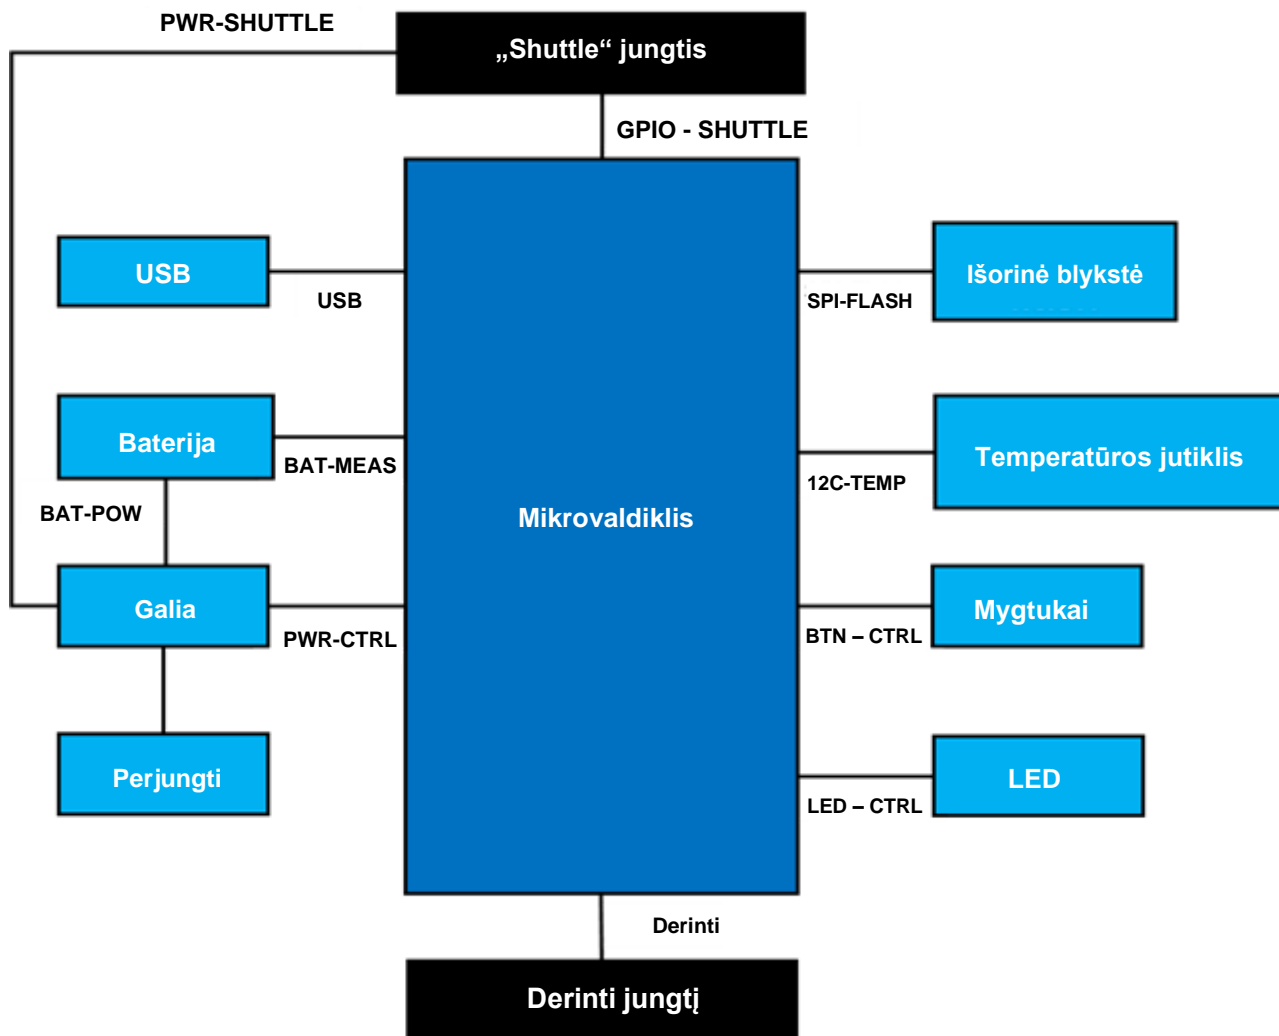 PWR-SHUTTLE
„Shuttle“ jungtis
GPIO - SHUTTLE
USB
USB
Išorinė blykstė
SPI-FLASH
Baterija
BAT-MEAS
Temperatūros jutiklis
12C-TEMP
BAT-POW
Mikrovaldiklis
Galia
PWR-CTRL
Mygtukai
BTN – CTRL
Perjungti
LED
LED – CTRL
Derinti
Derinti jungtį